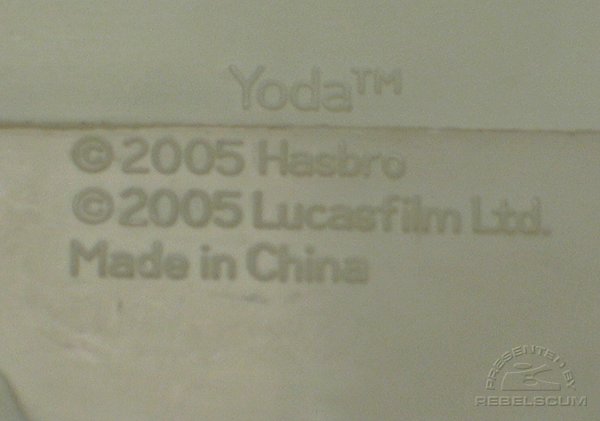 Yoda™
©2005 Hasbro
©2005 Lucasfilm Ltd.
Made in China
PRESENTED BY
REBELSCUM